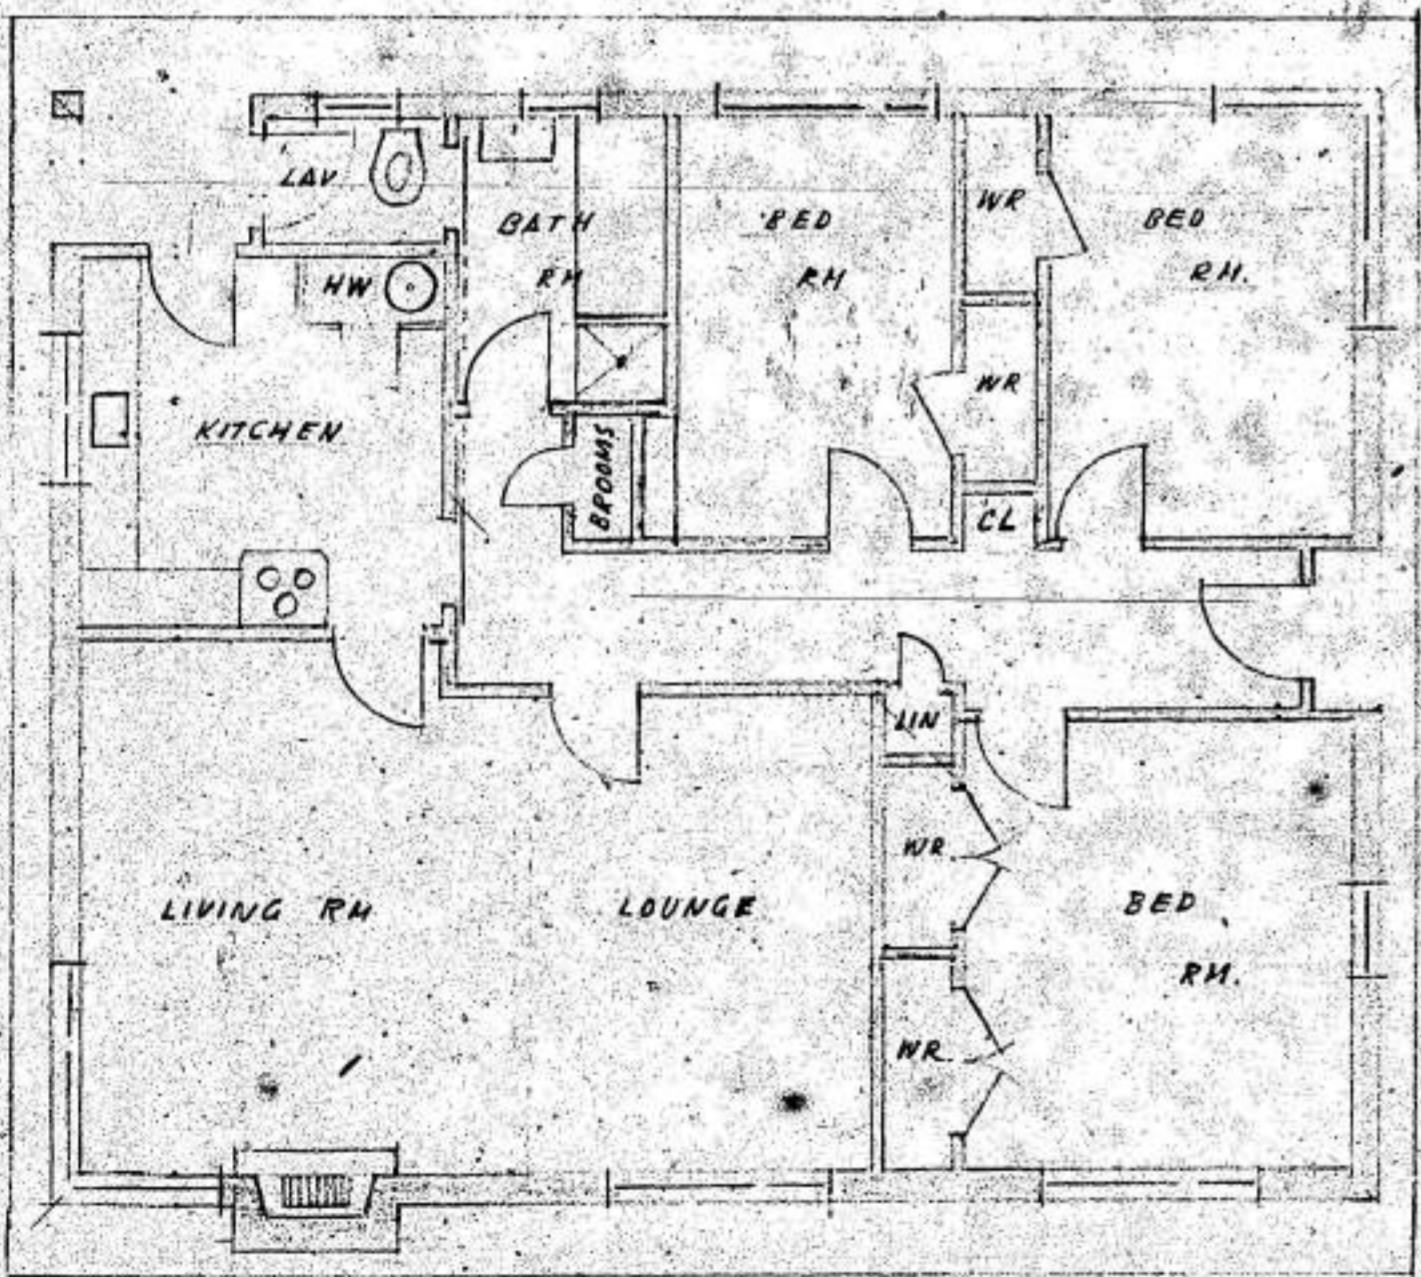 LAV
BATH
RM
BED
RM
WR
BED
RM.
HW
WR
KITCHEN
BROOMS
CL
LIN
WR
LIVING RM
LOUNGE
BED
RM.
WR